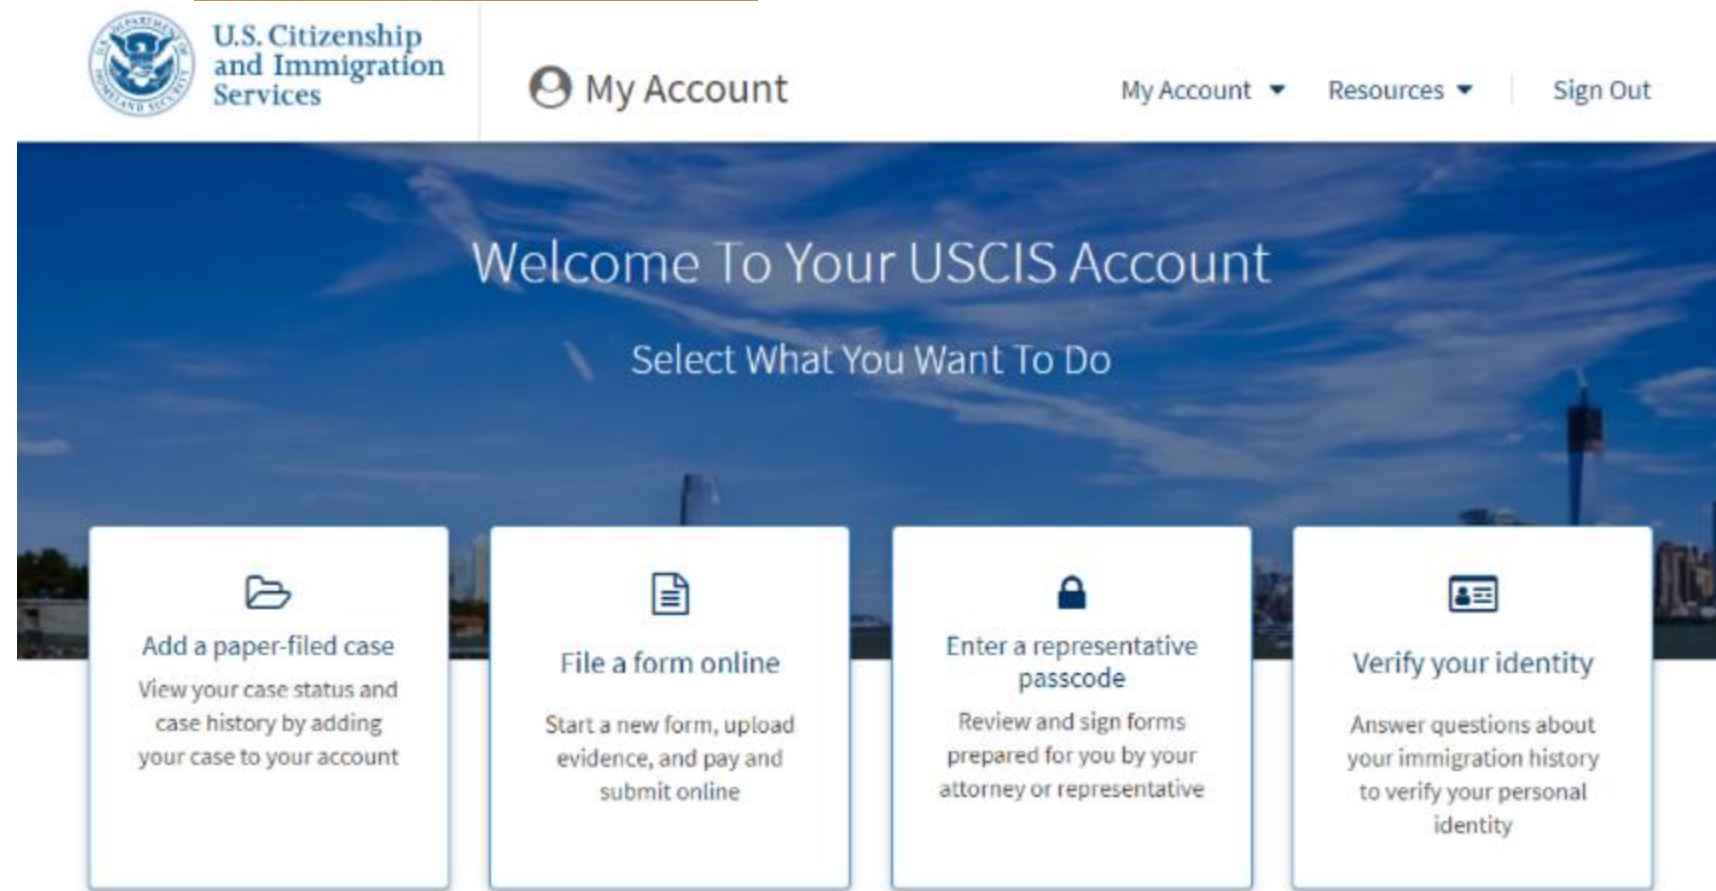 U.S. Citizenship
and Immigration
Services
My Account
My Account
Resources
Sign Out
Welcome To Your USCIS Account
Select What You Want To Do
Add a paper-filed case
View your case status and
case history by adding
your case to your account
File a form online
Start a new form, upload
evidence, and pay and
submit online
Enter a representative
passcode
Review and sign forms
prepared for you by your
attorney or representative
Verify your identity
Answer questions about
your immigration history
to verify your personal
identity